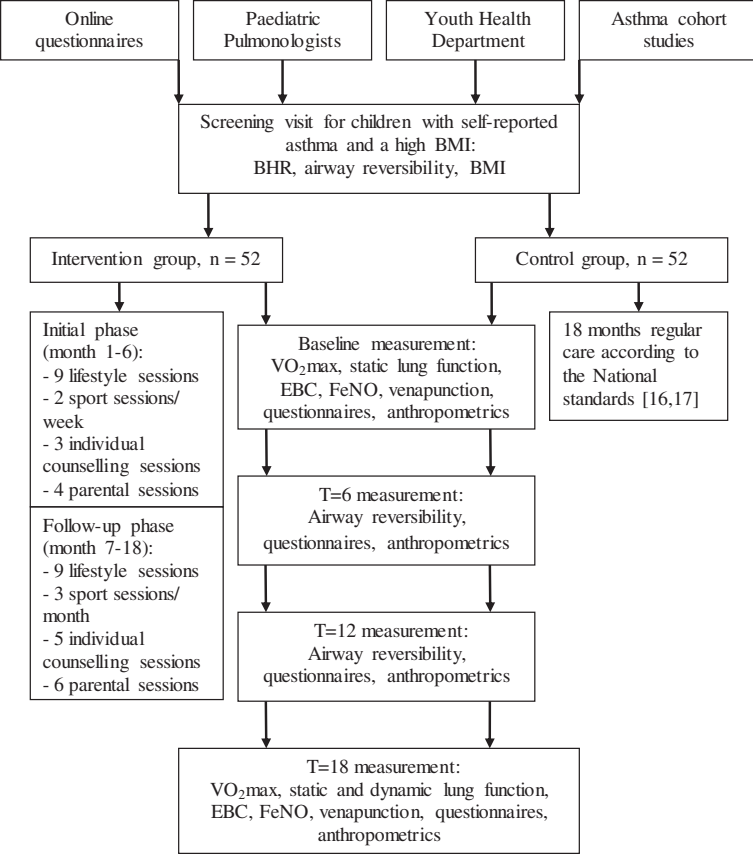 Online
questionnaires
Paediatric
Pulmonologists
Youth Health
Department
Asthma cohort
studies
Screening visit for children with self-reported
asthma and a high BMI:
BHR, airway reversibility, BMI
Intervention group, n = 52
Control group, n = 52
Initial phase
(month 1-6):
- 9 lifestyle sessions
- 2 sport sessions/
week
- 3 individual
counselling sessions
- 4 parental sessions
Follow-up phase
(month 7-18):
- 9 lifestyle sessions
- 3 sport sessions/
month
- 5 individual
counselling sessions
- 6 parental sessions
Baseline measurement:
VO₂max, static lung function,
EBC, FeNO, venapunction,
questionnaires, anthropometrics
18 months regular
care according to
the National
standards [16,17]
T=6 measurement:
Airway reversibility,
questionnaires, anthropometrics
T=12 measurement:
Airway reversibility,
questionnaires, anthropometrics
T=18 measurement:
VO₂max, static and dynamic lung function,
EBC, FeNO, venapunction, questionnaires,
anthropometrics